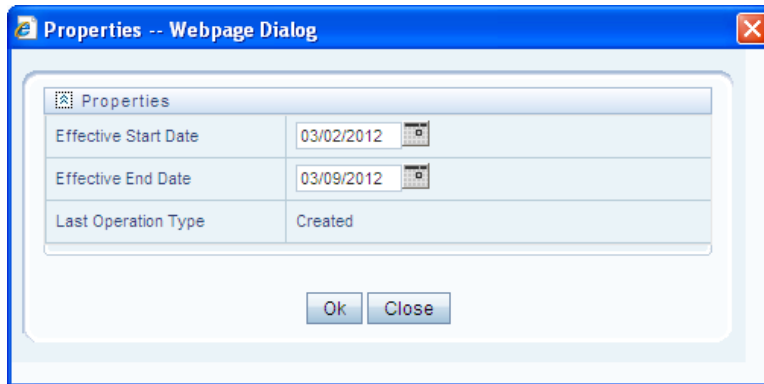 Properties -- Webpage Dialog
Properties
Effective Start Date 03/02/2012
Effective End Date 03/09/2012
Last Operation Type Created
Ok Close